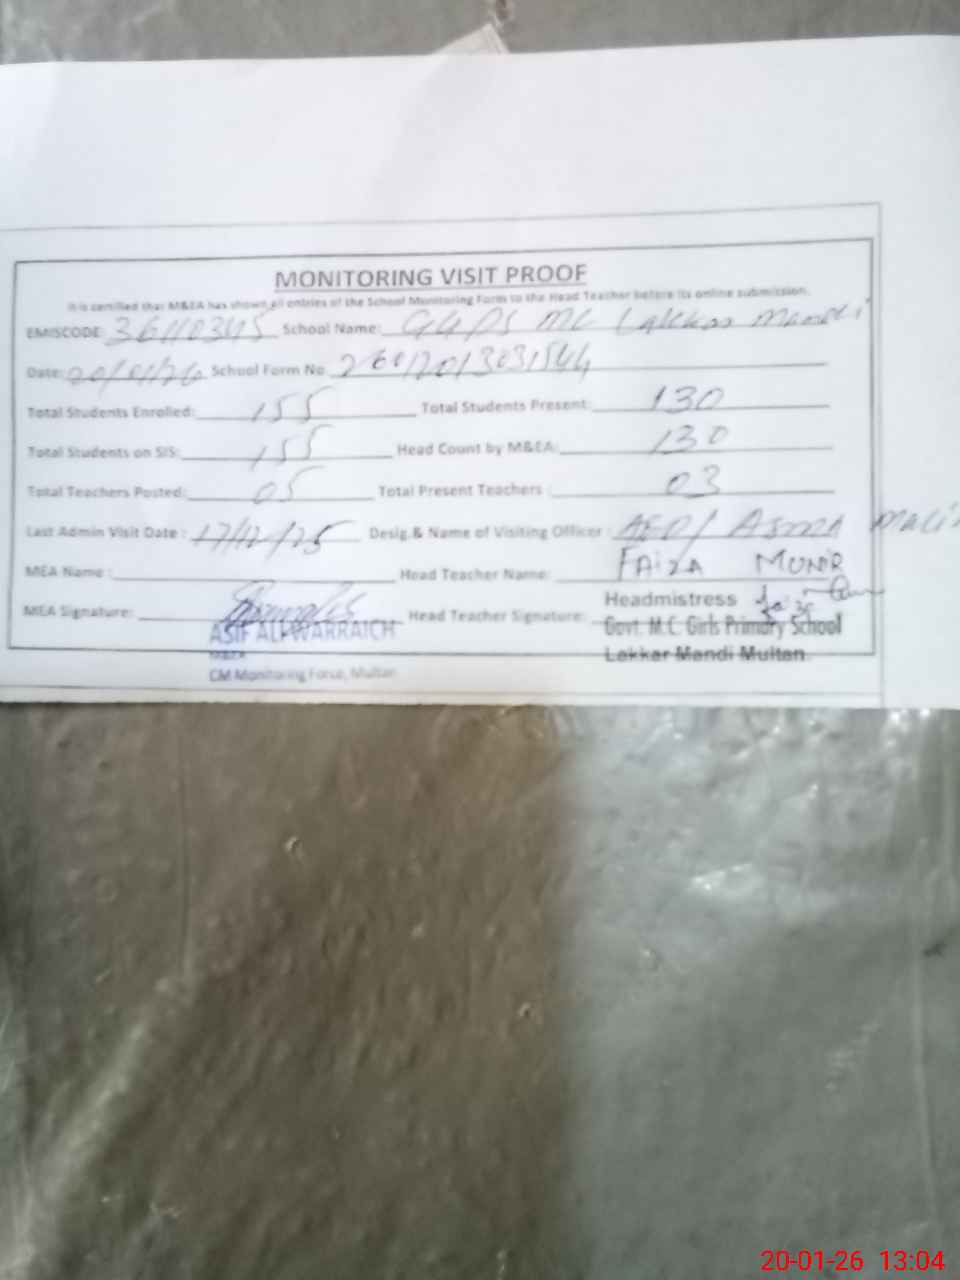 MONITORING VISIT PROOF
It is certified that M&EA has shown all entries of the School Monitoring Form to the Head Teacher before its online submission.
EMISCODE: 36110345 School Name: GGPS MC Lakkar Mandi
Date: 20/01/26 School Form No. 26012013031544
Total Students Enrolled: 155 Total Students Present: 130
Total Students on SIS: 155 Head Count by M&EA: 130
Total Teachers Posted: 05 Total Present Teachers : 03
Last Admin Visit Date : 17/12/25 Desig.& Name of Visiting Officer : AEO/ Asma
MEA Name : Head Teacher Name: FAIZA MUNIR
MEA Signature: Head Teacher Signature:
ASIF ALI WARRAICH
M&EA
CM Monitoring Force, Multan
Headmistress
Govt. M.C. Girls Primary School
Lakkar Mandi Multan.
20-01-26 13:04